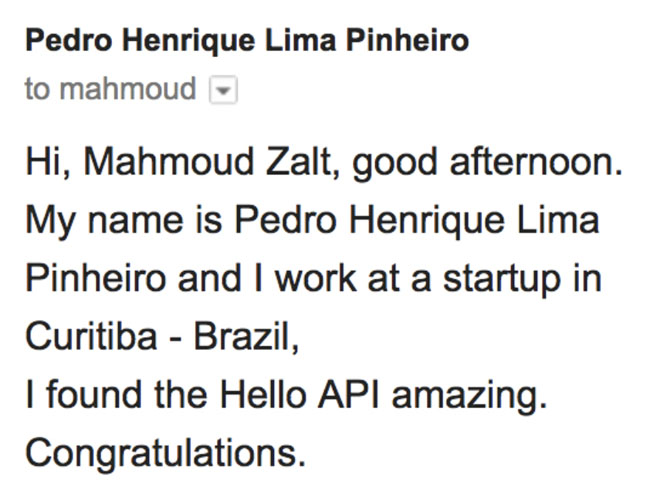 Pedro Henrique Lima Pinheiro
to mahmoud
Hi, Mahmoud Zalt, good afternoon.
My name is Pedro Henrique Lima
Pinheiro and I work at a startup in
Curitiba - Brazil,
I found the Hello API amazing.
Congratulations.